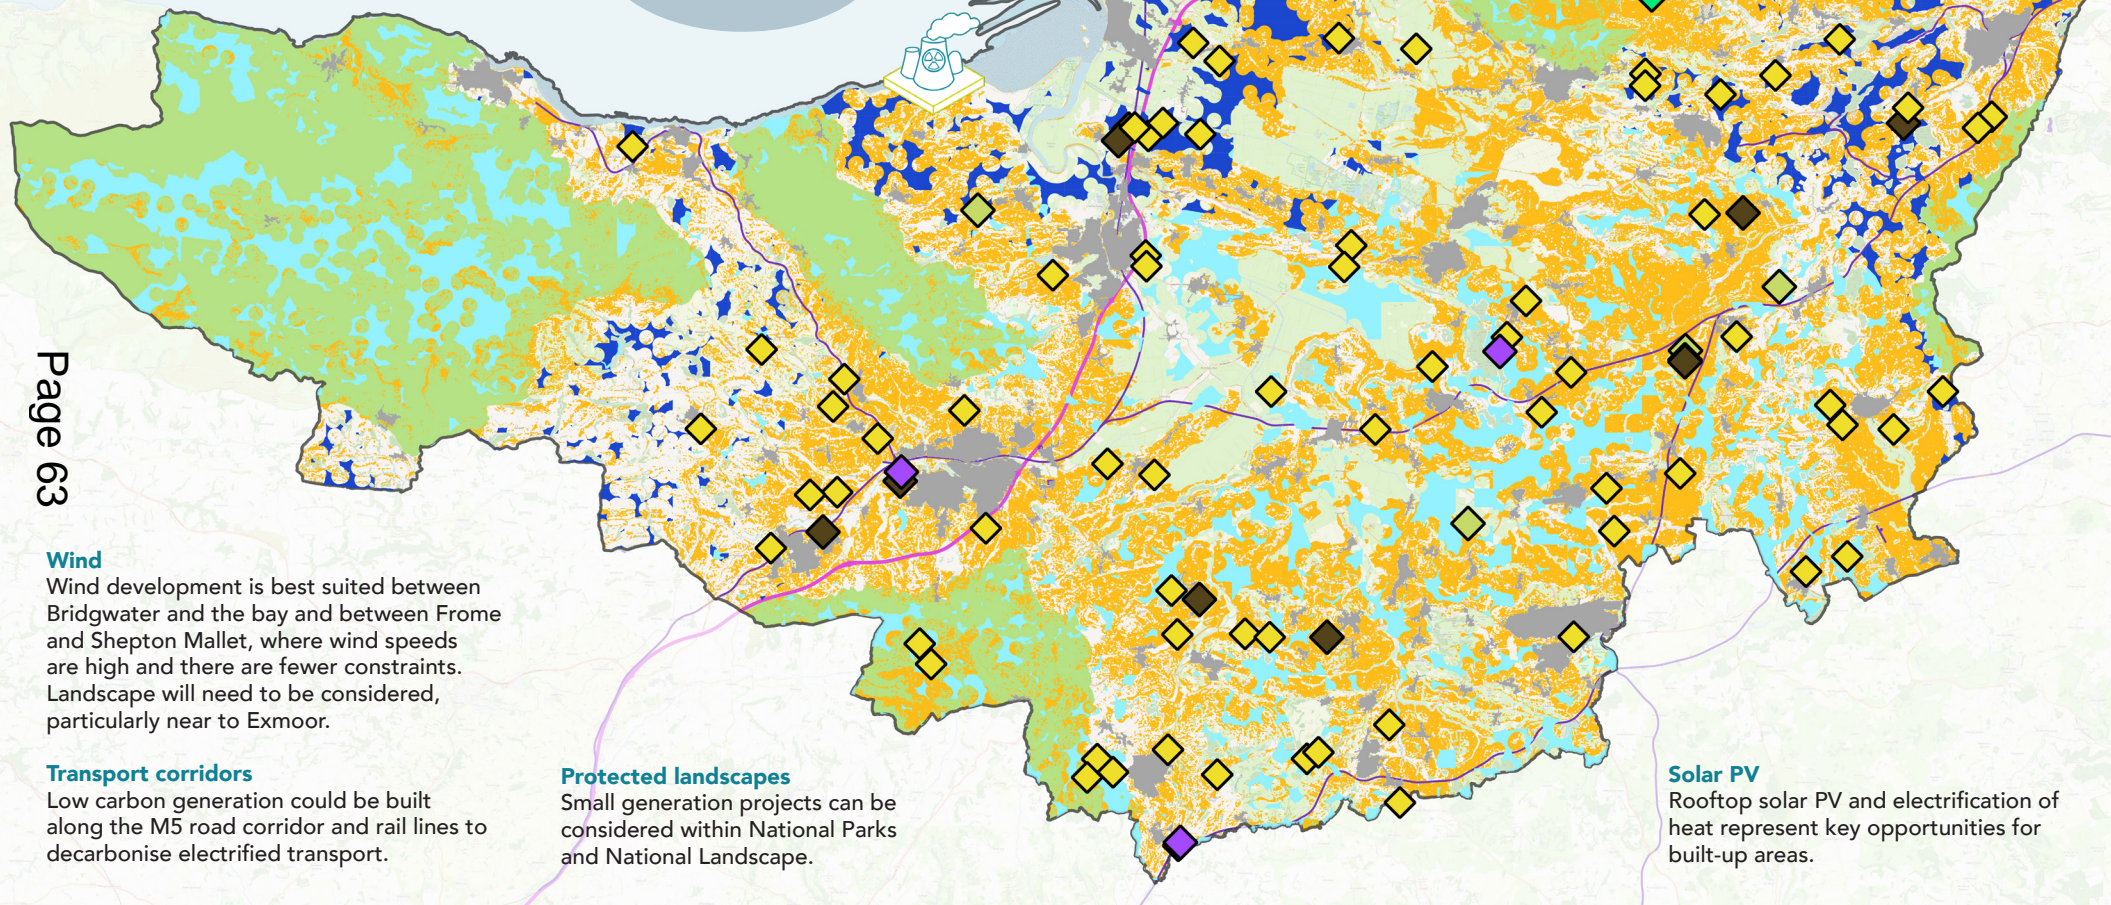 Page 63
Wind
Wind development is best suited between
Bridgwater and the bay and between Frome
and Shepton Mallet, where wind speeds
are high and there are fewer constraints.
Landscape will need to be considered,
particularly near to Exmoor.
Transport corridors
Low carbon generation could be built
along the M5 road corridor and rail lines to
decarbonise electrified transport.
Protected landscapes
Small generation projects can be
considered within National Parks
and National Landscape.
Solar PV
Rooftop solar PV and electrification of
heat represent key opportunities for
built-up areas.